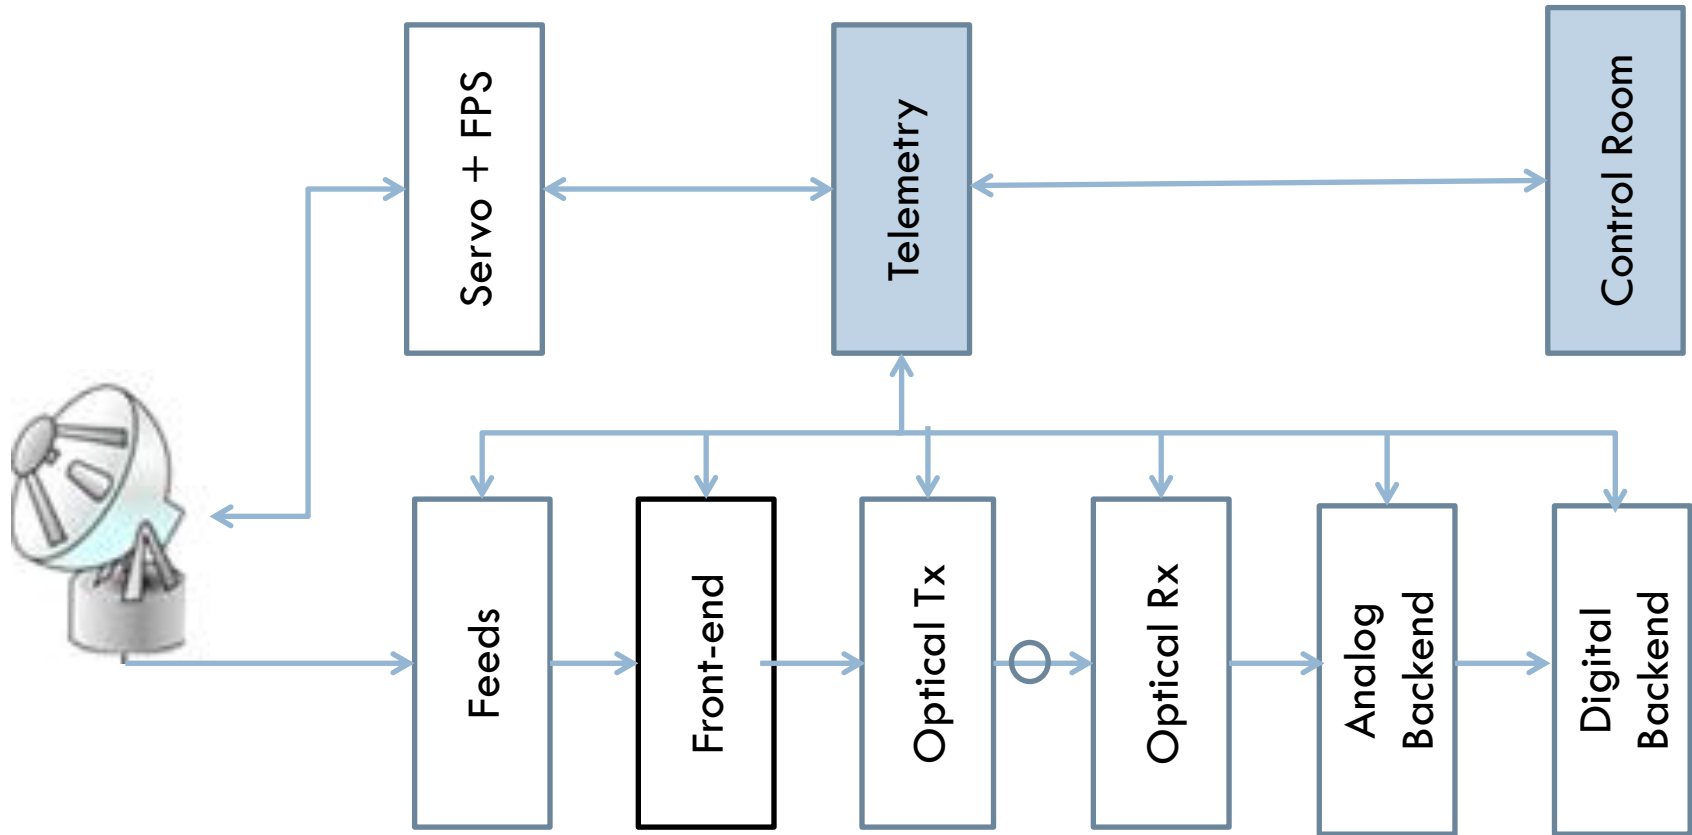 Servo + FPS
Telemetry
Control Room
Feeds
Front-end
Optical Tx
Optical Rx
Analog
Backend
Digital
Backend